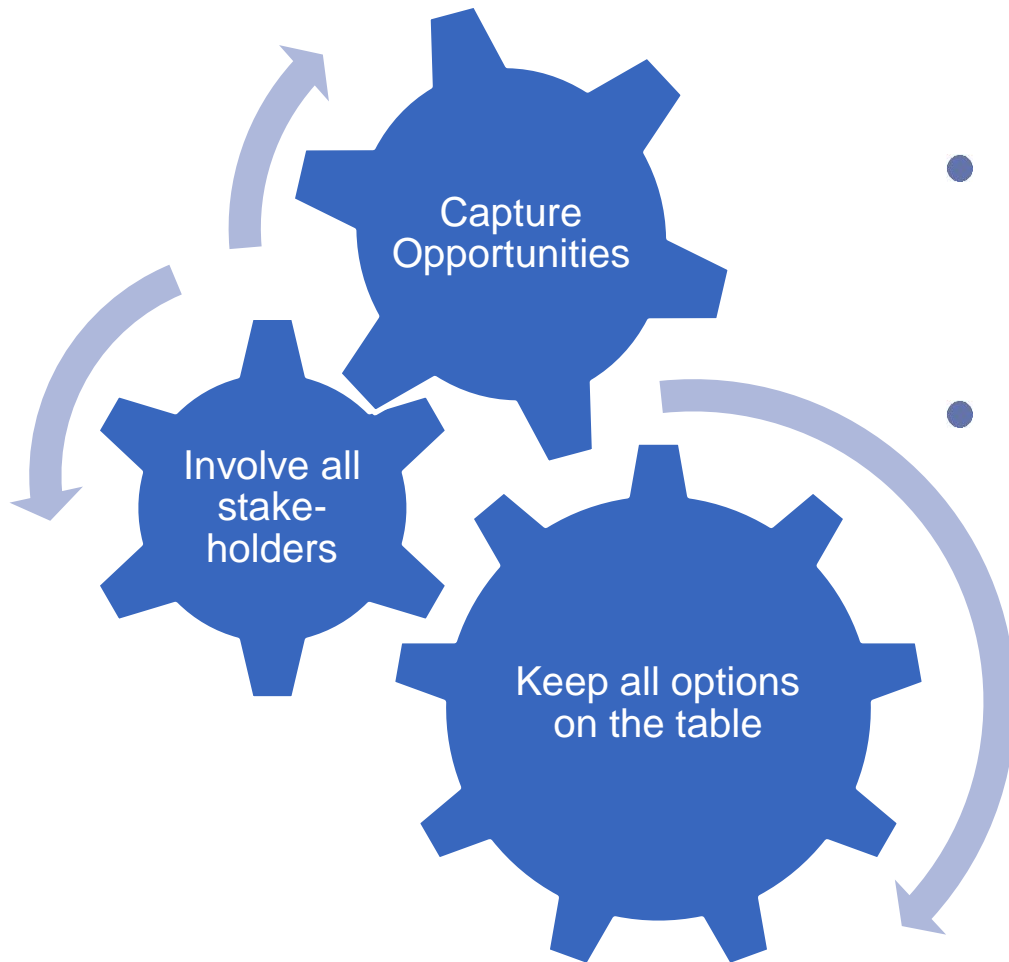 Capture
Opportunities
Involve all
stake-
holders
Keep all options
on the table